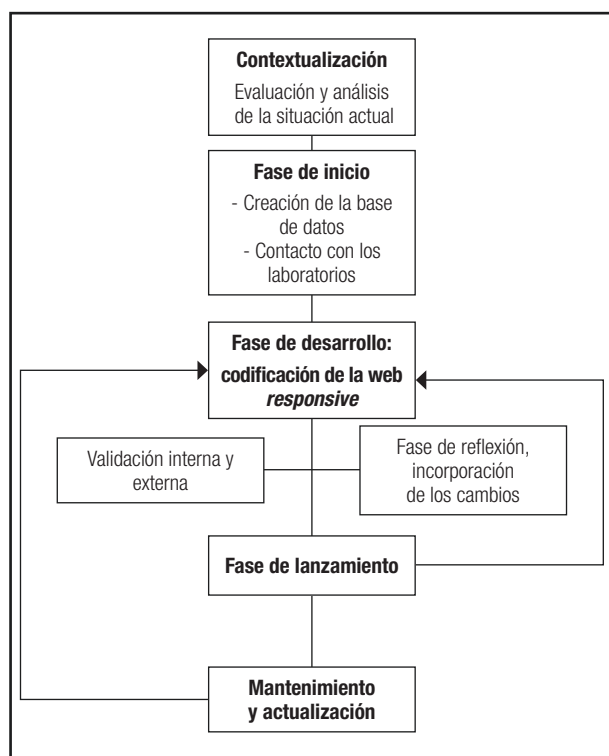 Contextualización
Evaluación y análisis
de la situación actual
Fase de inicio
- Creación de la base
de datos
- Contacto con los
laboratorios
Fase de desarrollo:
codificación de la web
responsive
Validación interna y
externa
Fase de reflexión,
incorporación
de los cambios
Fase de lanzamiento
Mantenimiento
y actualización